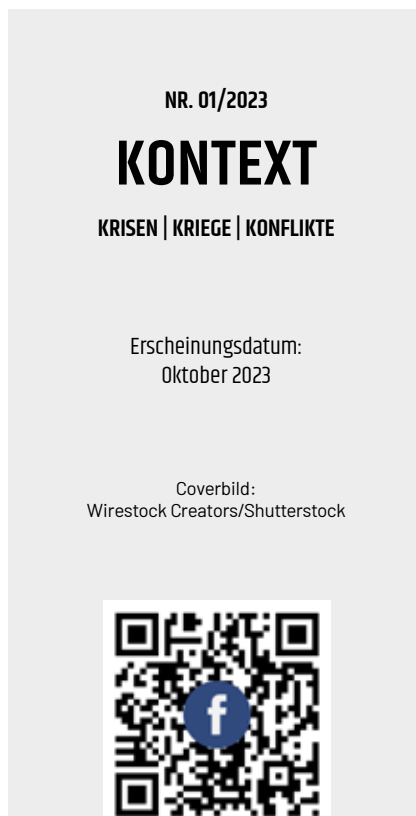 NR. 01/2023
KONTEXT
KRISEN | KRIEGE | KONFLIKTE
Erscheinungsdatum:
Oktober 2023
Coverbild:
Wirestock Creators/Shutterstock
f